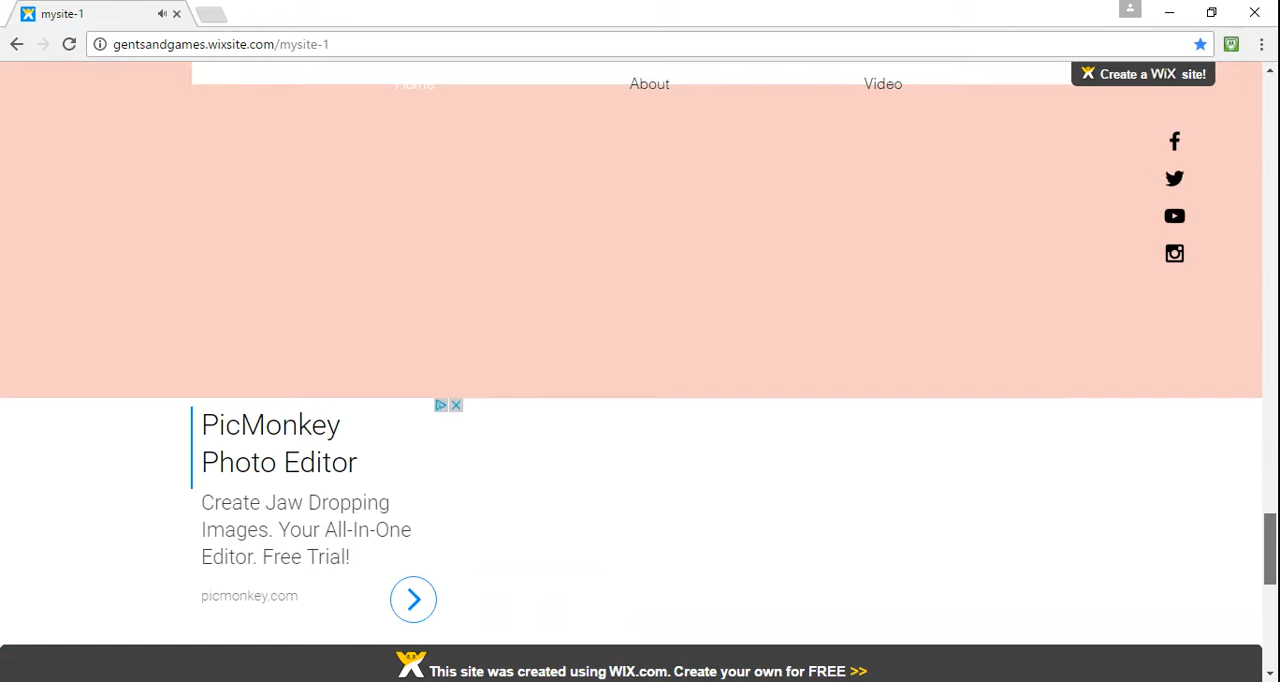 mysite-1
gentsandgames.wixsite.com/mysite-1
Home About Video
Create a WiX site!
PicMonkey
Photo Editor
Create Jaw Dropping
Images. Your All-In-One
Editor. Free Trial!
picmonkey.com
This site was created using WIX.com. Create your own for FREE >>